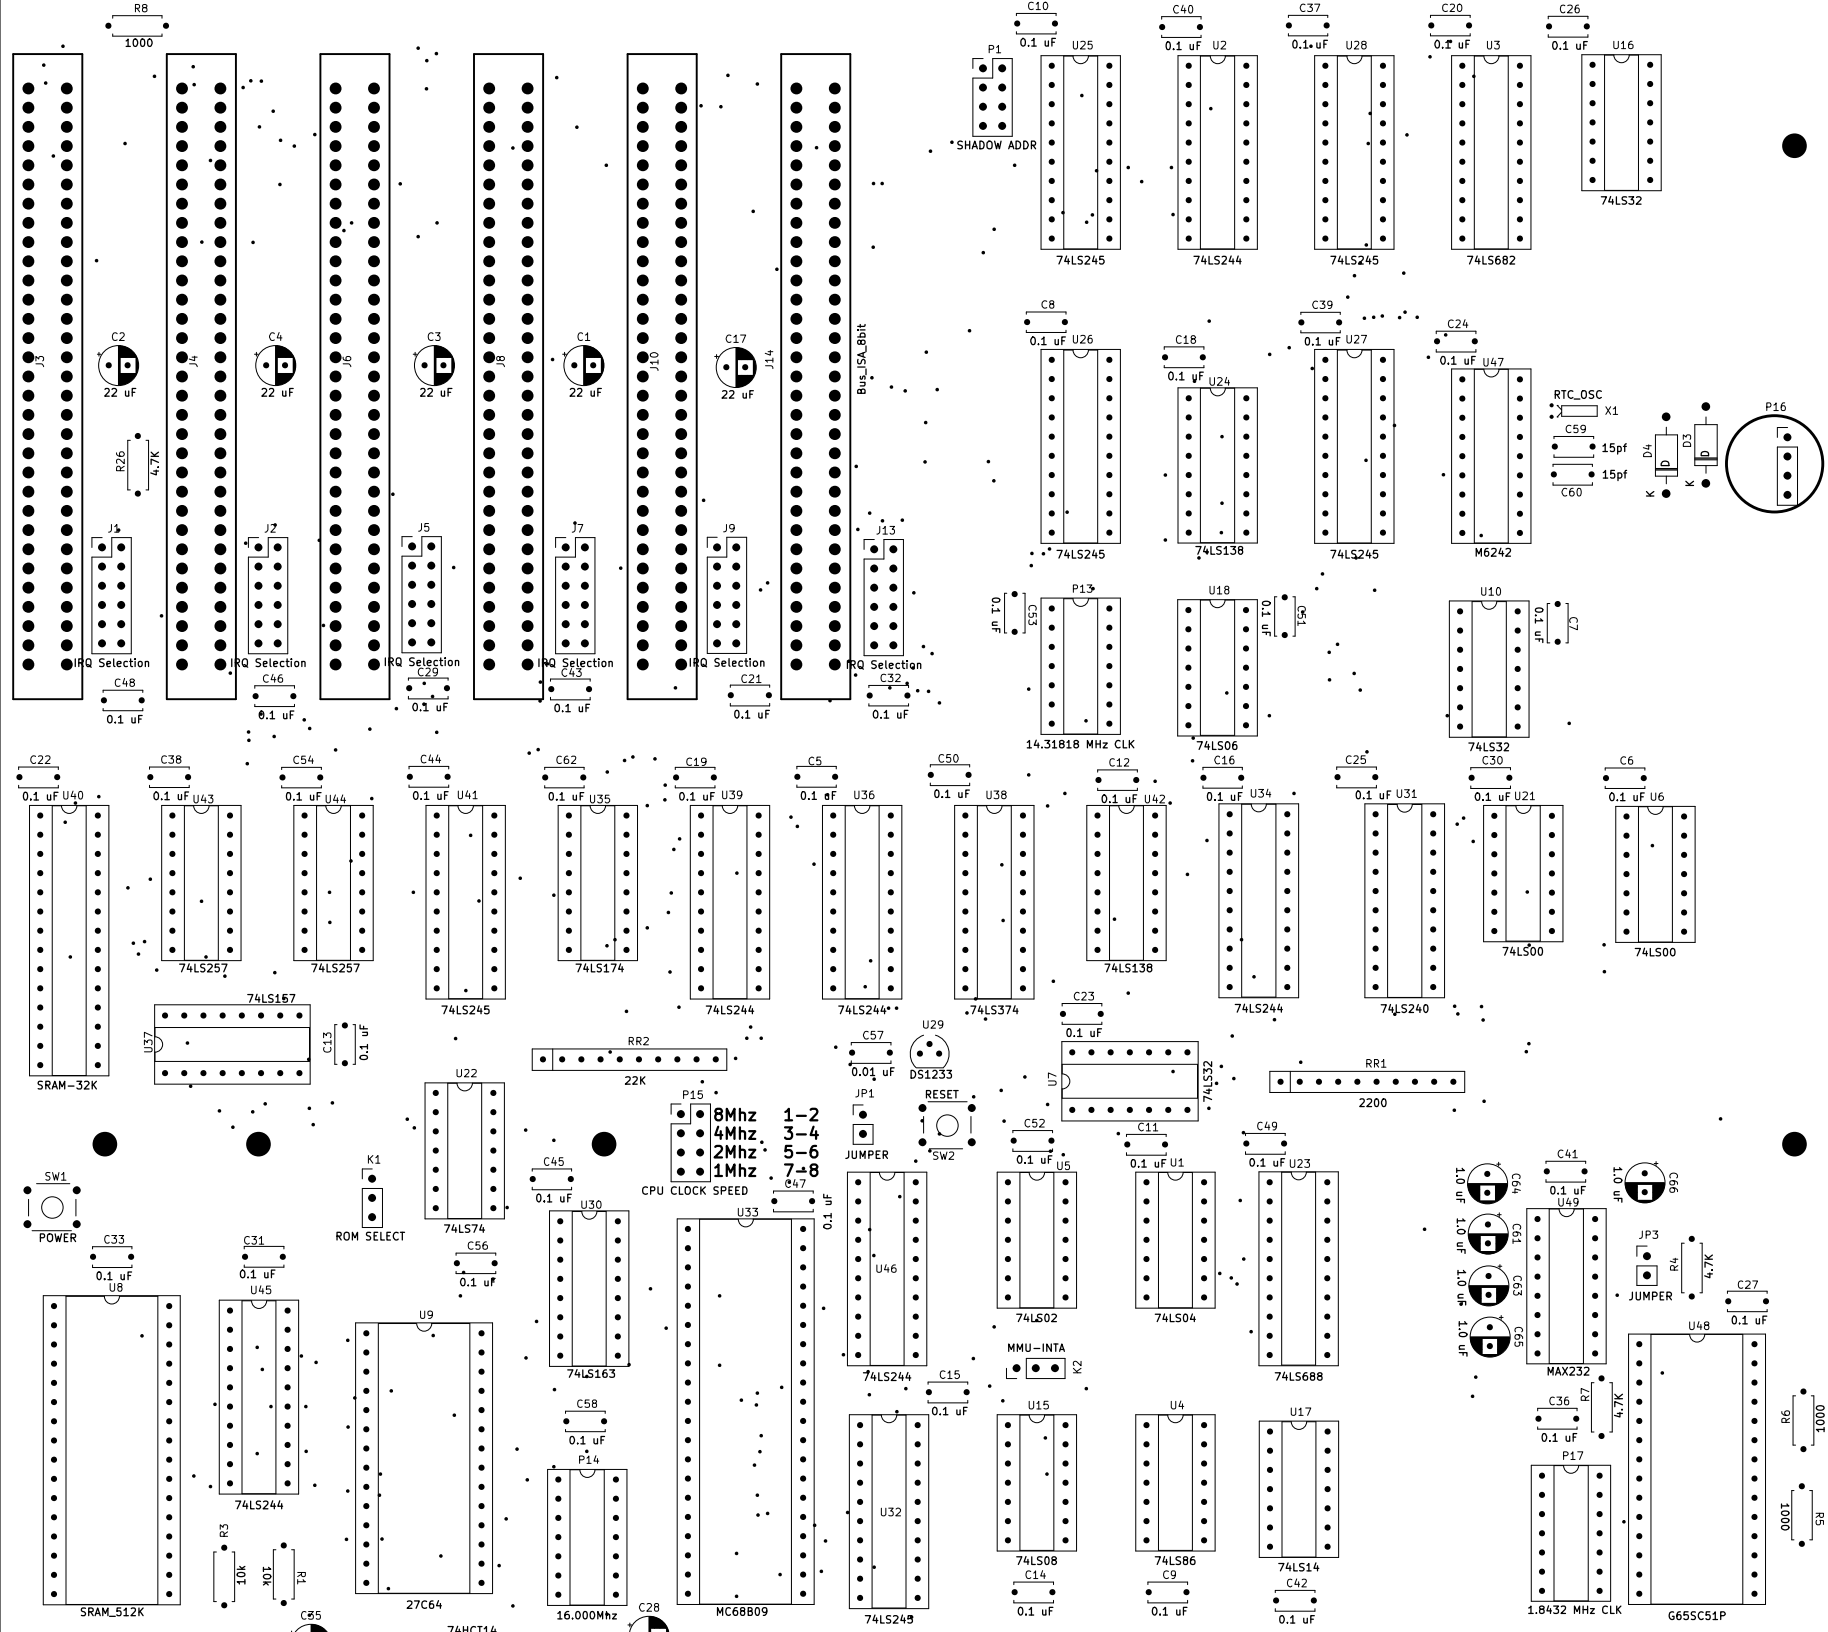 R8
1000
C10
0.1 uF
C40
0.1 uF
C37
0.1 uF
C20
0.1 uF
C26
0.1 uF
P1
SHADOW ADDR
U25
74LS245
U2
74LS244
U28
74LS245
U3
74LS682
U16
74LS32
J3
C2
22 uF
J4
C4
22 uF
J6
C3
22 uF
J8
C1
22 uF
J10
C17
22 uF
J14
Bus_ISA_8bit
C8
0.1 uF
U26
74LS245
C18
0.1 uF
U24
74LS138
C39
0.1 uF
U27
74LS245
C24
0.1 uF
U47
M6242
RTC_OSC
X1
C59
15pf
15pf
C60
D4
D
K
D3
D
K
P16
R26
4.7K
J1
IRQ Selection
J2
IRQ Selection
J5
IRQ Selection
J7
IRQ Selection
J9
IRQ Selection
J13
IRQ Selection
C48
0.1 uF
C46
0.1 uF
C29
0.1 uF
C43
0.1 uF
C21
0.1 uF
C32
0.1 uF
0.1 uF
C53
P13
14.31818 MHz CLK
U18
74LS06
0.1 uF
C51
U10
74LS32
0.1 uF
C7
C22
0.1 uF
U40
SRAM-32K
C38
0.1 uF
U43
74LS257
C54
0.1 uF
U44
74LS257
C44
0.1 uF
U41
74LS245
C62
0.1 uF
U35
74LS174
C19
0.1 uF
U39
74LS244
C5
0.1 uF
U36
74LS244
C50
0.1 uF
U38
74LS374
C12
0.1 uF
U42
74LS138
C16
0.1 uF
U34
74LS244
C25
0.1 uF
U31
74LS240
C30
0.1 uF
U21
74LS00
C6
0.1 uF
U6
74LS00
74LS157
U37
C13
0.1 uF
RR2
22K
C57
0.01 uF
U29
DS1233
C23
0.1 uF
U7
74LS32
RR1
2200
U22
74LS74
P15
8Mhz 1-2
4Mhz 3-4
2Mhz 5-6
1Mhz 7-8
CPU CLOCK SPEED
JP1
JUMPER
RESET
SW2
C52
0.1 uF
U5
74LS02
C11
0.1 uF
U1
74LS04
C49
0.1 uF
U23
74LS688
SW1
POWER
K1
ROM SELECT
C45
0.1 uF
U30
74LS163
C47
0.1 uF
U33
MC68B09
U46
74LS244
C33
0.1 uF
U8
SRAM_512K
C31
0.1 uF
U45
74LS244
C56
0.1 uF
U9
27C64
1.0 uF
C64
1.0 uF
C61
1.0 uF
C63
1.0 uF
C65
C41
0.1 uF
U49
MAX232
1.0 uF
C66
JP3
JUMPER
R4
4.7K
C27
0.1 uF
U48
G65SC51P
MMU-INTA
K2
C15
0.1 uF
C58
0.1 uF
P14
16.000Mhz
U32
74LS245
U15
74LS08
U4
74LS86
U17
74LS14
C36
0.1 uF
R7
4.7K
P17
1.8432 MHz CLK
R6
1000
1000
R5
R3
10k
10k
R1
C14
0.1 uF
C9
0.1 uF
C42
0.1 uF
C35
74HCT14
C28